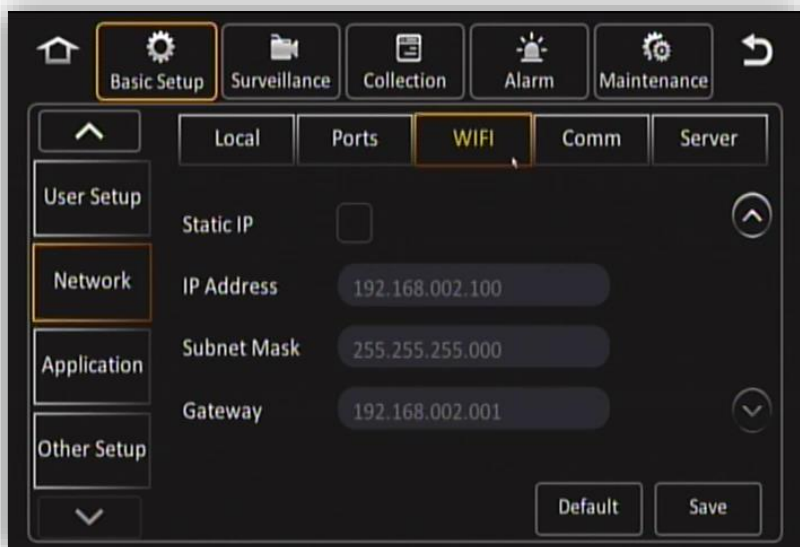 Basic Setup
Surveillance
Collection
Alarm
Maintenance
Local
Ports
WIFI
Comm
Server
User Setup
Network
Application
Other Setup
Static IP
IP Address 192.168.002.100
Subnet Mask 255.255.255.000
Gateway 192.168.002.001
Default
Save